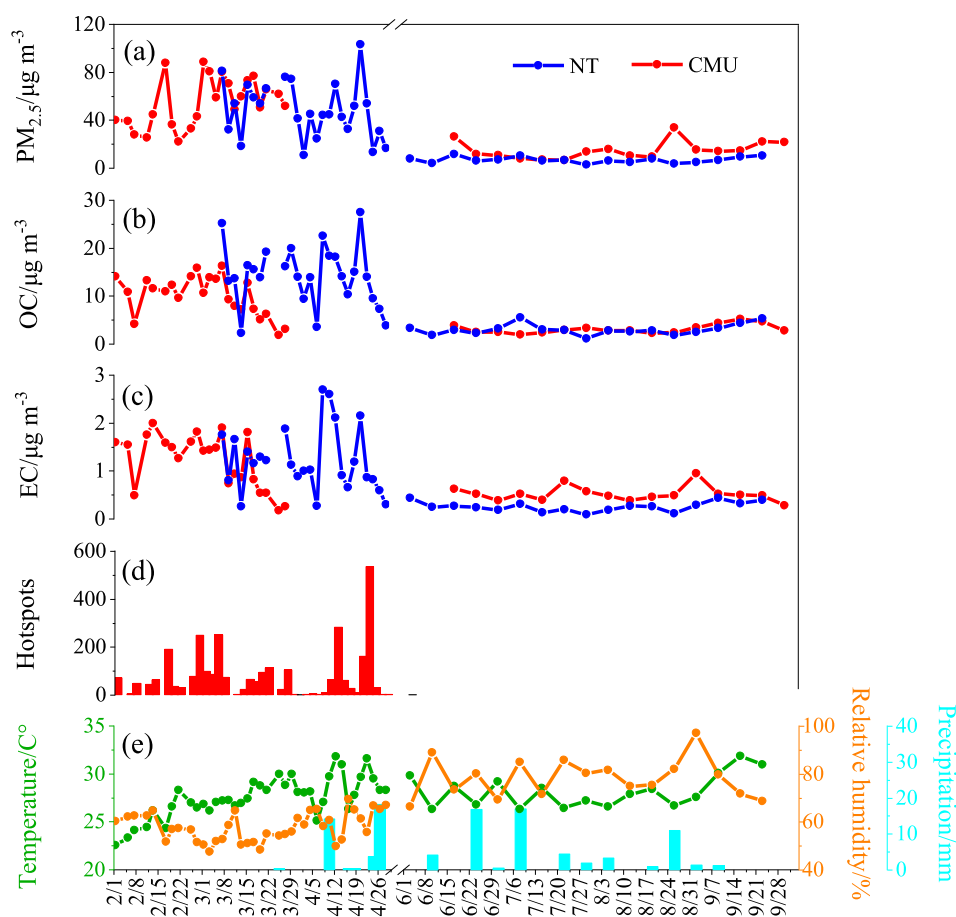 (a)
NT
CMU
PM2.5/μg m-3
120
80
40
0
(b)
OC/μg m-3
30
20
10
0
(c)
EC/μg m-3
3
2
1
0
(d)
Hotspots
600
400
200
0
(e)
Temperature/C°
35
30
25
20
Relative humidity/%
100
80
60
40
Precipitation/mm
40
30
20
10
0
2/1 2/8 2/15 2/22 3/1 3/8 3/15 3/22 3/29 4/5 4/12 4/19 4/26 6/1 6/8 6/15 6/22 6/29 7/6 7/13 7/20 7/27 8/3 8/10 8/17 8/24 8/31 9/7 9/14 9/21 9/28